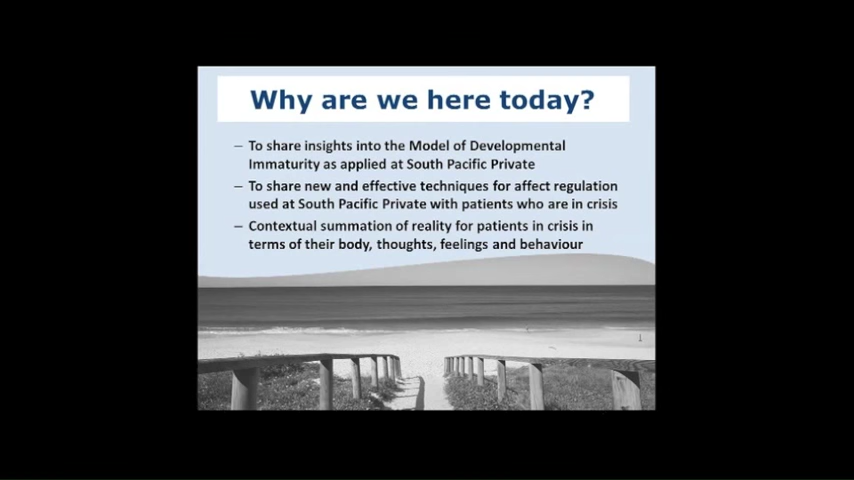 Why are we here today?
– To share insights into the Model of Developmental
Immaturity as applied at South Pacific Private
– To share new and effective techniques for affect regulation
used at South Pacific Private with patients who are in crisis
– Contextual summation of reality for patients in crisis in
terms of their body, thoughts, feelings and behaviour